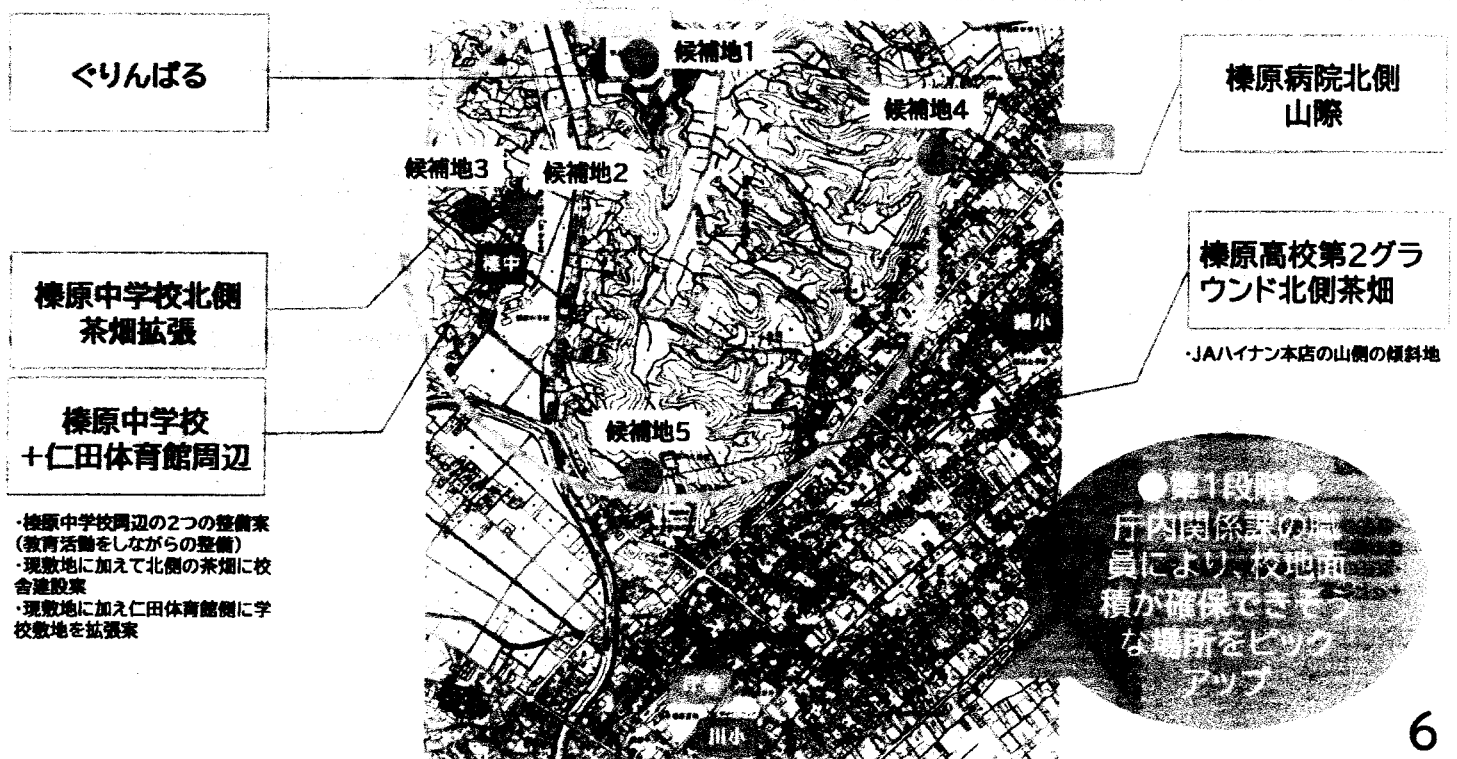 ぐりんぱる
候補地1
候補地4
榛原病院北側
山際
候補地3
候補地2
榛中
榛原中学校北側
茶畑拡張
榛原高校第2グラ
ウンド北側茶畑
・JAハイナン本店の山側の傾斜地
榛原中学校
+仁田体育館周辺
・榛原中学校周辺の2つの整備案
(教育活動をしながらの整備)
・現敷地に加えて北側の茶畑に校
舎建設案
・現敷地に加え仁田体育館側に学
校敷地を拡張案
候補地5
●第1段階●
庁内関係課の職
員により、校地面
積が確保できそう
な場所をピック
アップ
川小
6